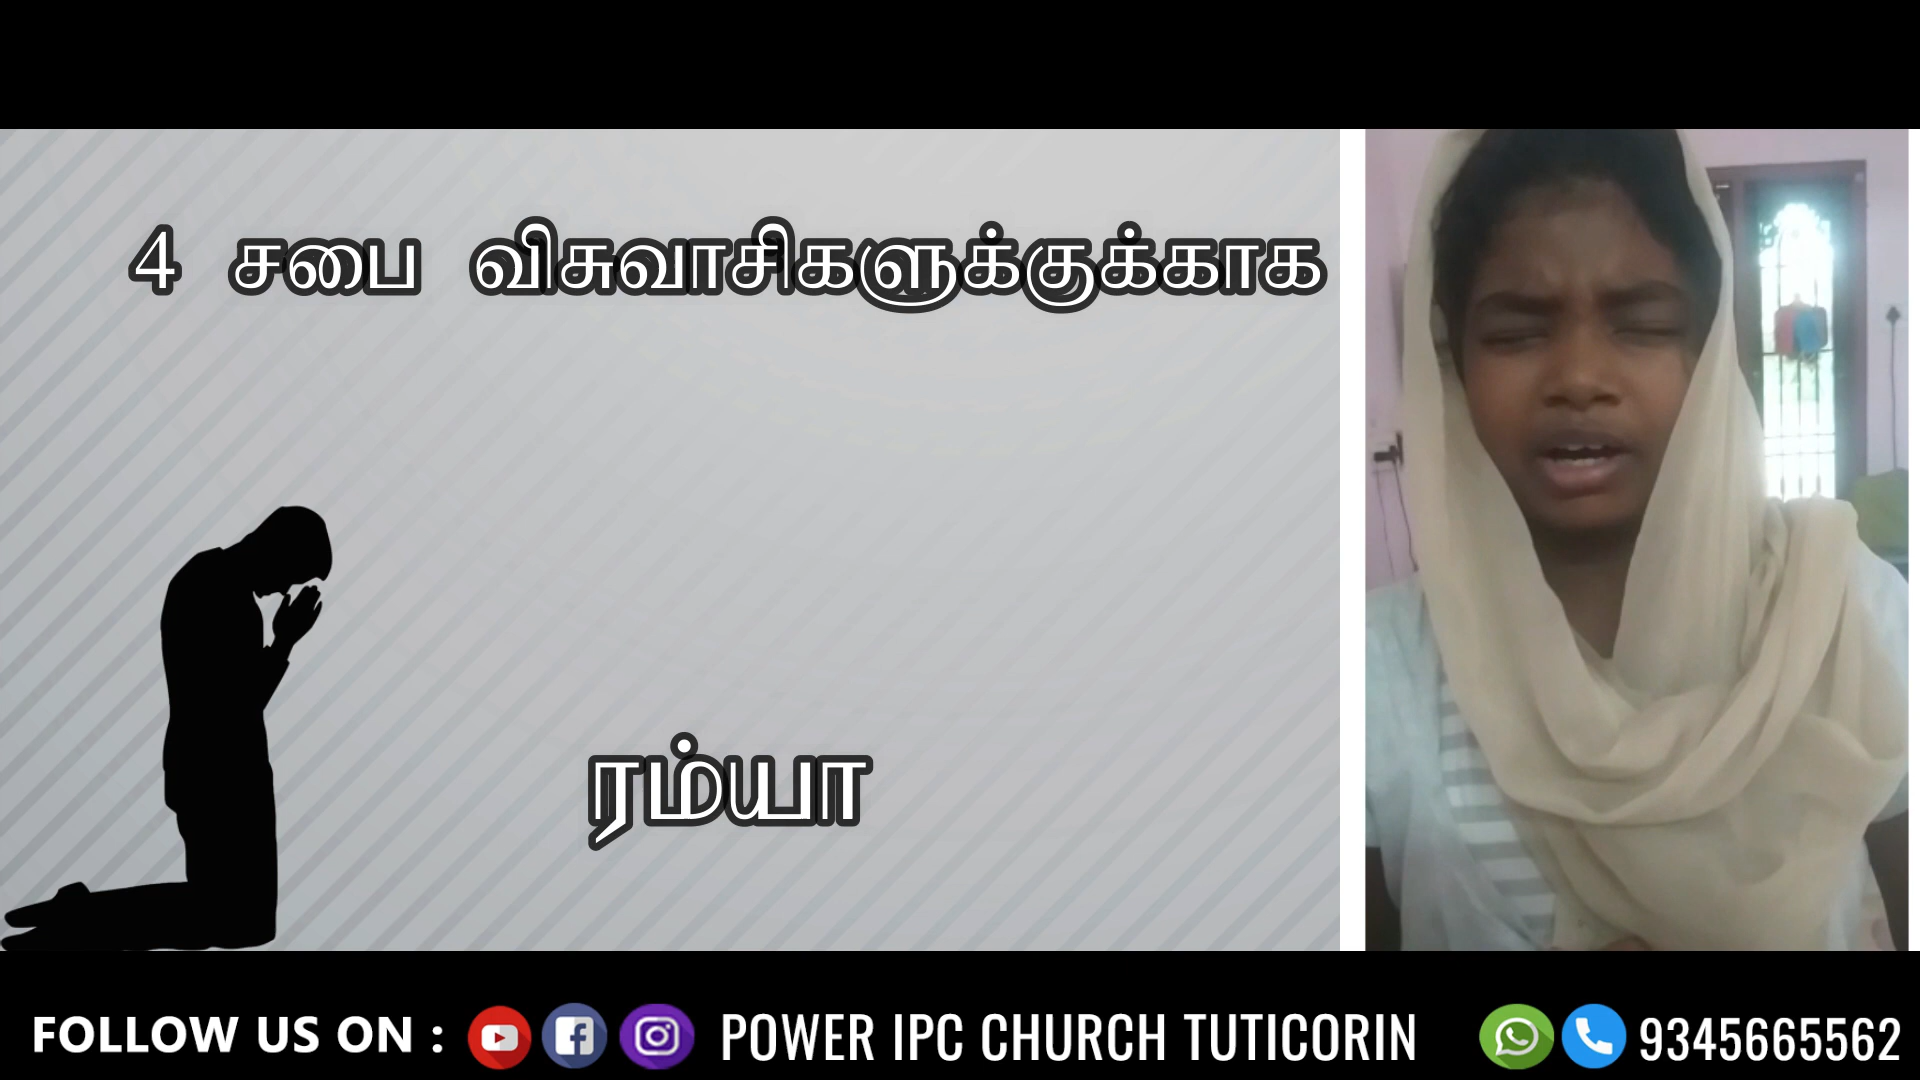 4 சபை விசுவாசிகளுக்குக்காக
ரம்யா
FOLLOW US ON : POWER IPC CHURCH TUTICORIN 9345665562